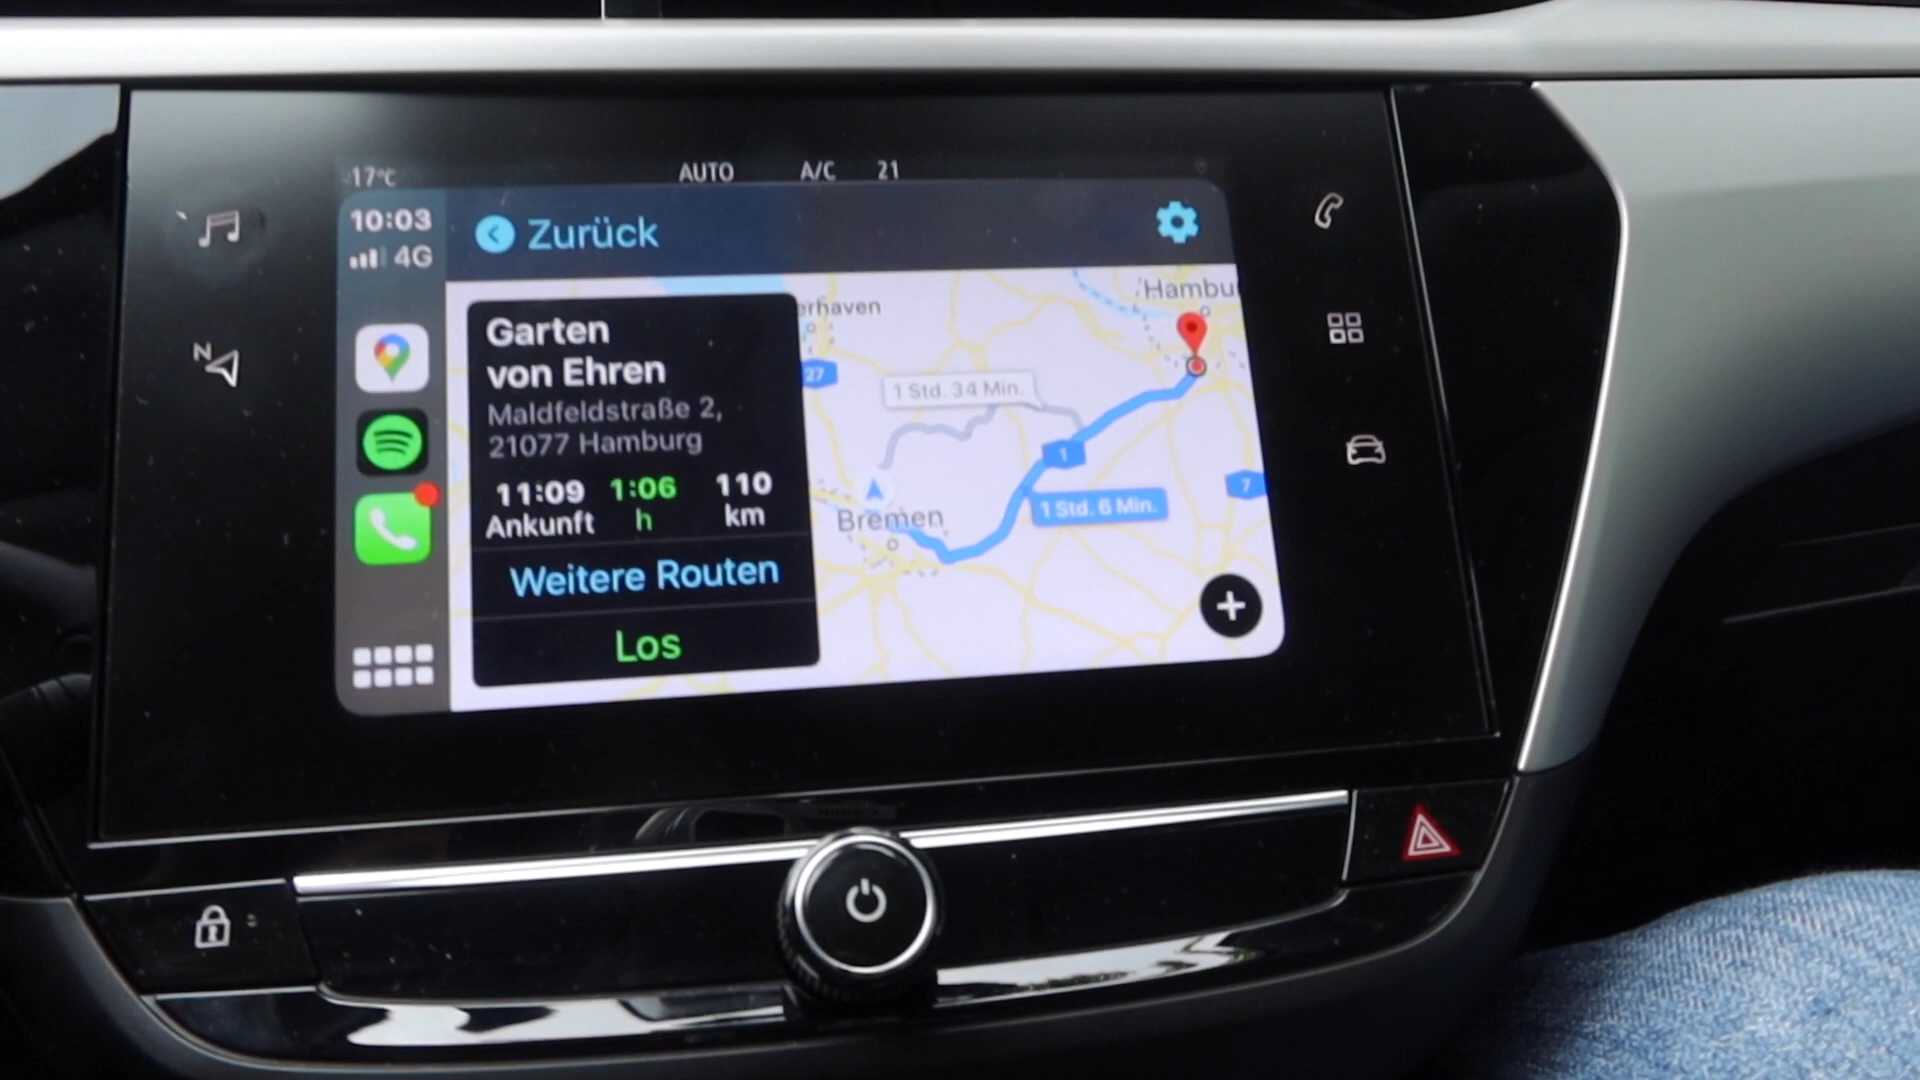 17°C AUTO A/C 21
10:03
4G
Zurück
Garten
von Ehren
Maldfeldstraße 2,
21077 Hamburg
11:09 1:06 110
Ankunft h km
Weitere Routen
Los
erhaven
Hambu
27
1 Std. 34 Min.
1
1 Std. 6 Min.
7
Bremen
N